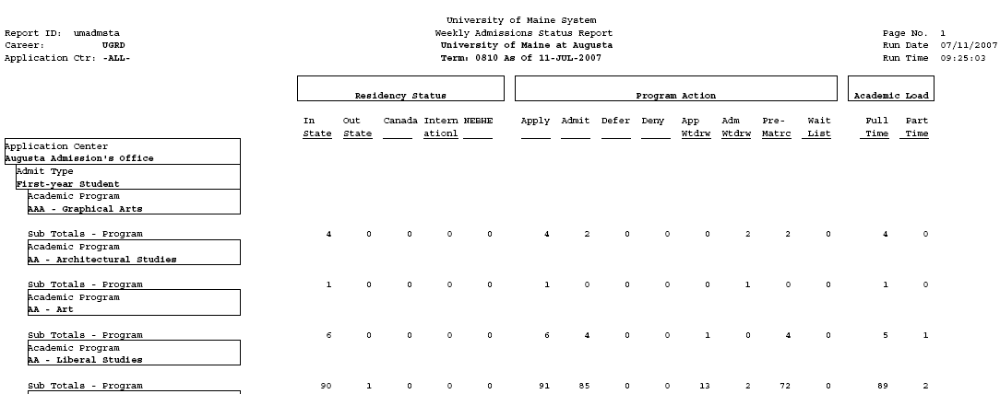 University of Maine System
Report ID: umadmsta Weekly Admissions Status Report Page No. 1
Career: UGRD University of Maine at Augusta Run Date 07/11/2007
Application Ctr: -ALL- Term: 0810 As Of 11-JUL-2007 Run Time 09:25:03
Residency Status Program Action Academic Load
In Out Canada Intern NEBHE Apply Admit Defer Deny App Adm Pre- Wait Full Part
State State ationl Wtdrw Wtdrw Matrc List Time Time
Application Center
Augusta Admission's Office
Admit Type
First-year Student
Academic Program
AAA - Graphical Arts
Sub Totals - Program 4 0 0 0 0 4 2 0 0 0 2 2 0 4 0
Academic Program
AA - Architectural Studies
Sub Totals - Program 1 0 0 0 0 1 0 0 0 0 1 0 0 1 0
Academic Program
AA - Art
Sub Totals - Program 6 0 0 0 0 6 4 0 0 1 0 4 0 5 1
Academic Program
AA - Liberal Studies
Sub Totals - Program 90 1 0 0 0 91 85 0 0 13 2 72 0 89 2